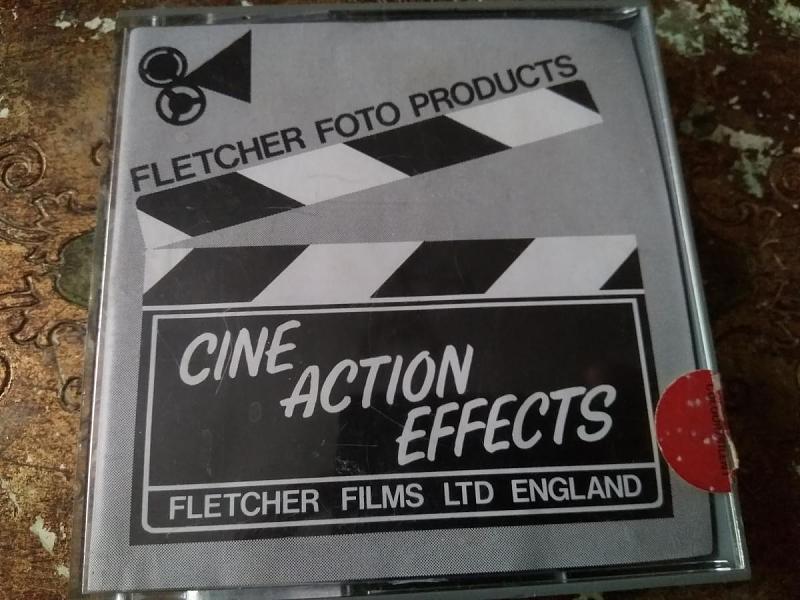 FLETCHER FOTO PRODUCTS
CINE
ACTION
EFFECTS
FLETCHER FILMS LTD ENGLAND